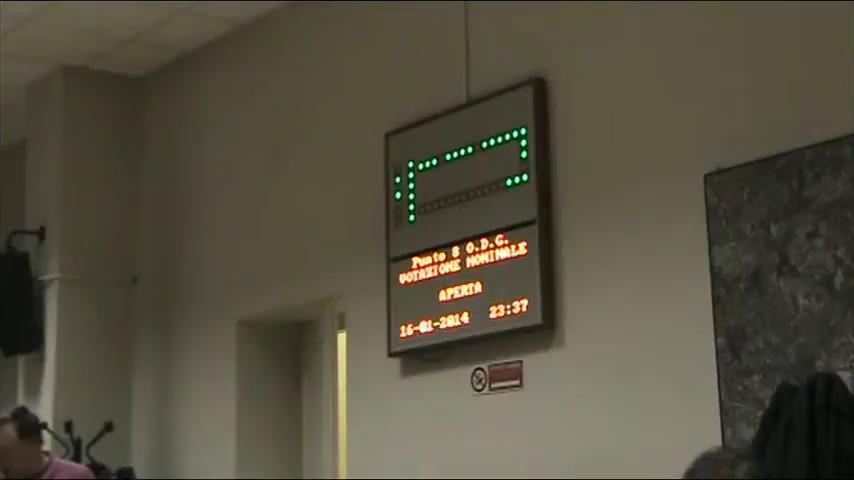 Punto 8 O.D.G.
VOTAZIONE NOMINALE
APERTA
16-01-2014 23:37